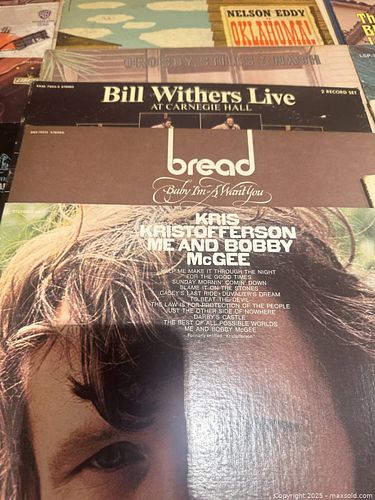 NELSON EDDY
OKLAHOMA!
CROSBY, STILLS & NASH
Bill Withers Live
AT CARNEGIE HALL
2 RECORD SET
STEREO
bread
Baby I'm-A Want You
KRIS
KRISTOFFERSON
ME AND BOBBY
McGEE
HELP ME MAKE IT THROUGH THE NIGHT
FOR THE GOOD TIMES
SUNDAY MORNIN' COMIN' DOWN
BLAME IT ON THE STONES
CASEY'S LAST RIDE • DUVALIER'S DREAM
TO BEAT THE DEVIL
THE LAW IS FOR PROTECTION OF THE PEOPLE
JUST THE OTHER SIDE OF NOWHERE
DARBY'S CASTLE
THE BEST OF ALL POSSIBLE WORLDS
ME AND BOBBY McGEE
Copyright 2025 - maxsold.com